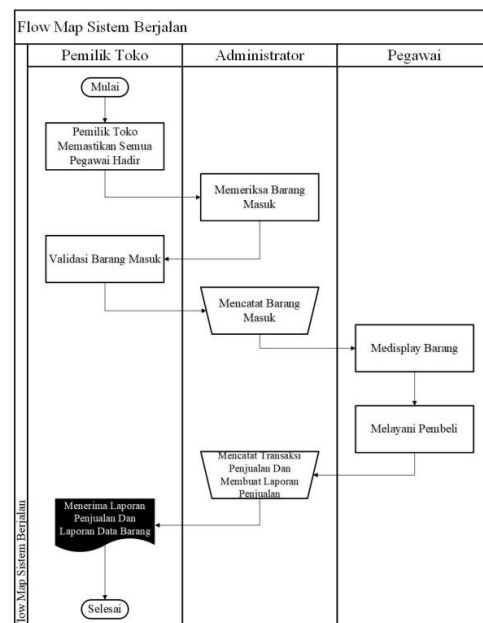 Flow Map Sistem Berjalan
Pemilik Toko
Administrator
Pegawai
Mulai
Pemilik Toko
Memastikan Semua
Pegawai Hadir
Memeriksa Barang
Masuk
Validasi Barang Masuk
Mencatat Barang
Masuk
Medisplay Barang
Melayani Pembeli
Mencatat Transaksi
Penjualan Dan
Membuat Laporan
Penjualan
Menerima Laporan
Penjualan Dan
Laporan Data Barang
Selesai
Flow Map Sistem Berjalan